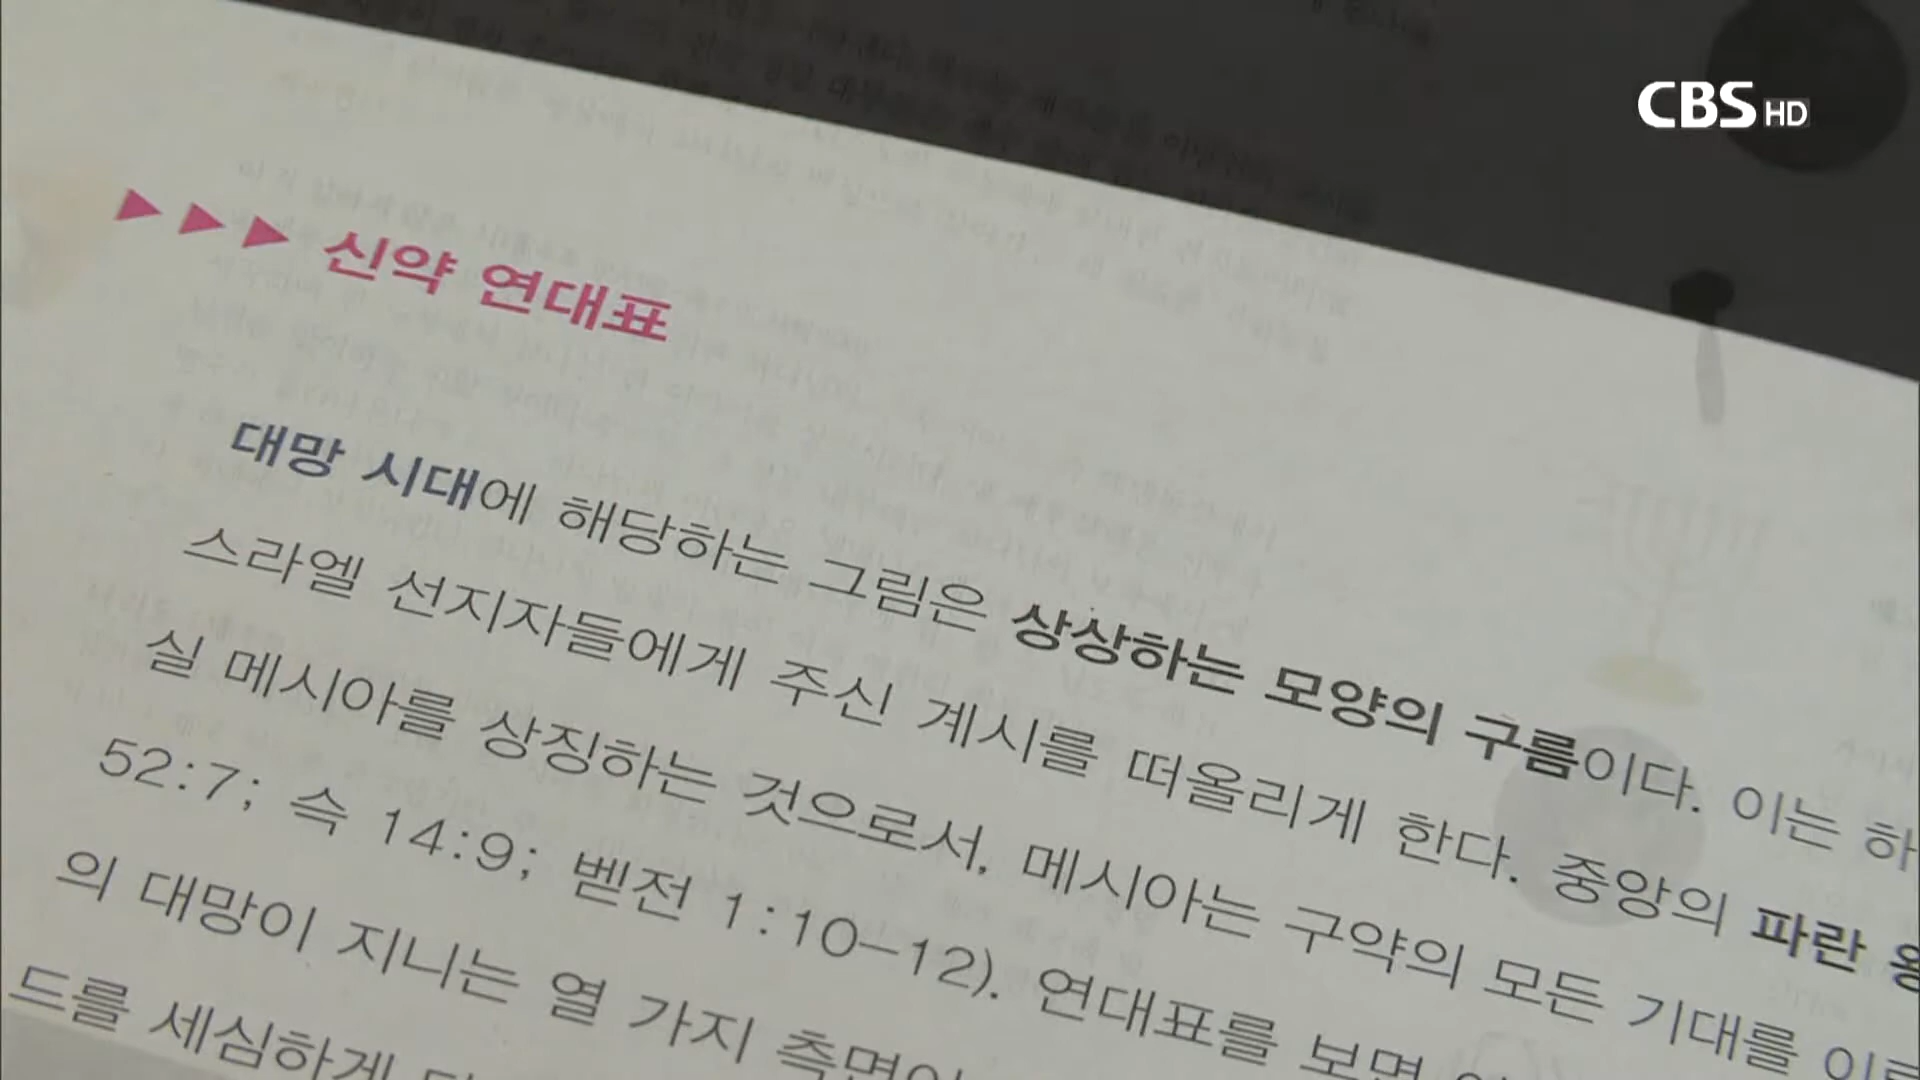 CBS HD
▶▶▶ 신약 연대표
대망 시대에 해당하는 그림은 상상하는 모양의 구름이다. 이는 하
스라엘 선지자들에게 주신 계시를 떠올리게 한다. 중앙의 파란
실 메시아를 상징하는 것으로서, 메시아는 구약의 모든 기대를
52:7; 슥 14:9; 벧전 1:10–12). 연대표를 보면
의 대망이 지니는 열 가지 측면이
드를 세심하게